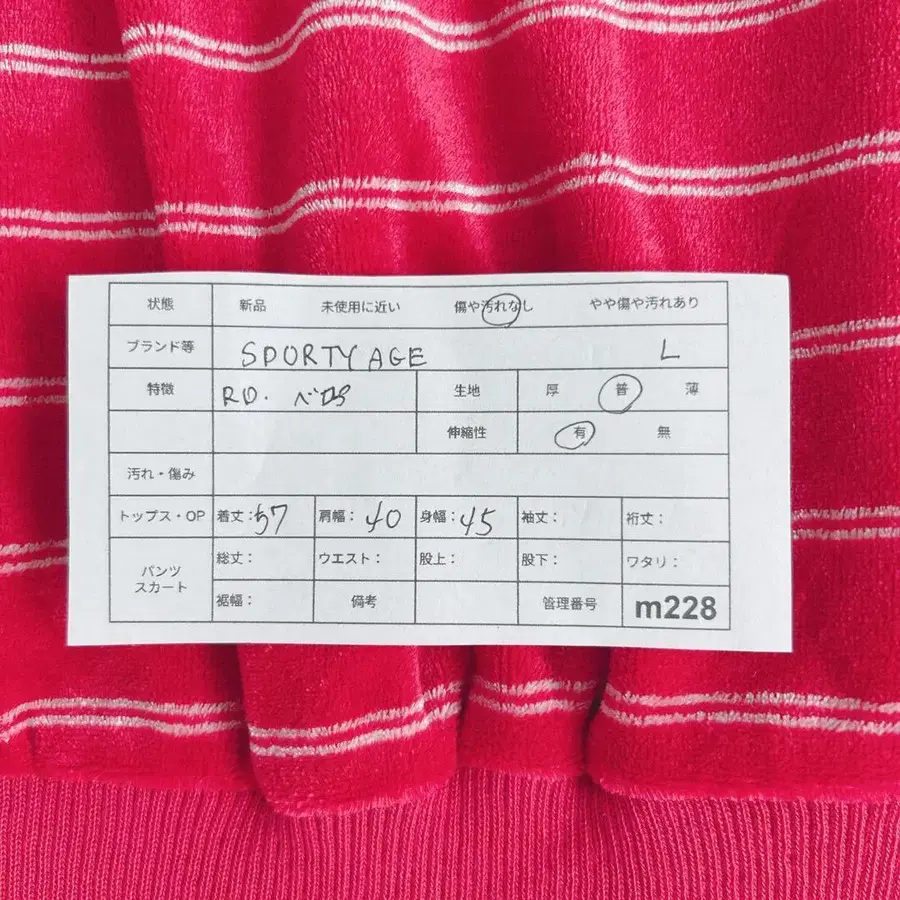 状態 新品 未使用に近い 傷や汚れなし やや傷や汚れあり
ブランド等 SPORTY AGE L
特徴 RD. ベロア 生地 厚 普 薄
伸縮性 有 無
汚れ・傷み
トップス・OP 着丈:57 肩幅:40 身幅:45 袖丈: 裄丈:
パンツ スカート 総丈: ウエスト: 股上: 股下: ワタリ:
裾幅: 備考 管理番号 m228